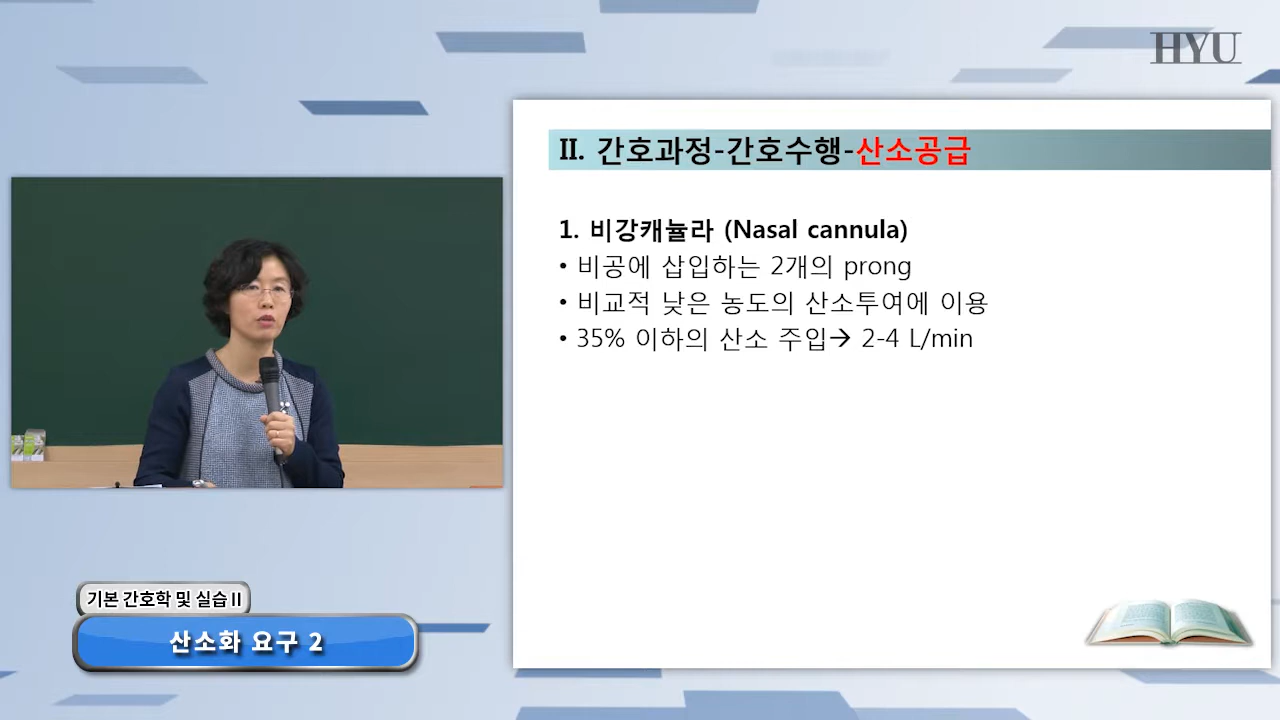 HYU
II. 간호과정-간호수행-산소공급
1. 비강캐뉼라 (Nasal cannula)
• 비공에 삽입하는 2개의 prong
• 비교적 낮은 농도의 산소투여에 이용
• 35% 이하의 산소 주입→ 2-4 L/min
기본 간호학 및 실습 II
산소화 요구 2